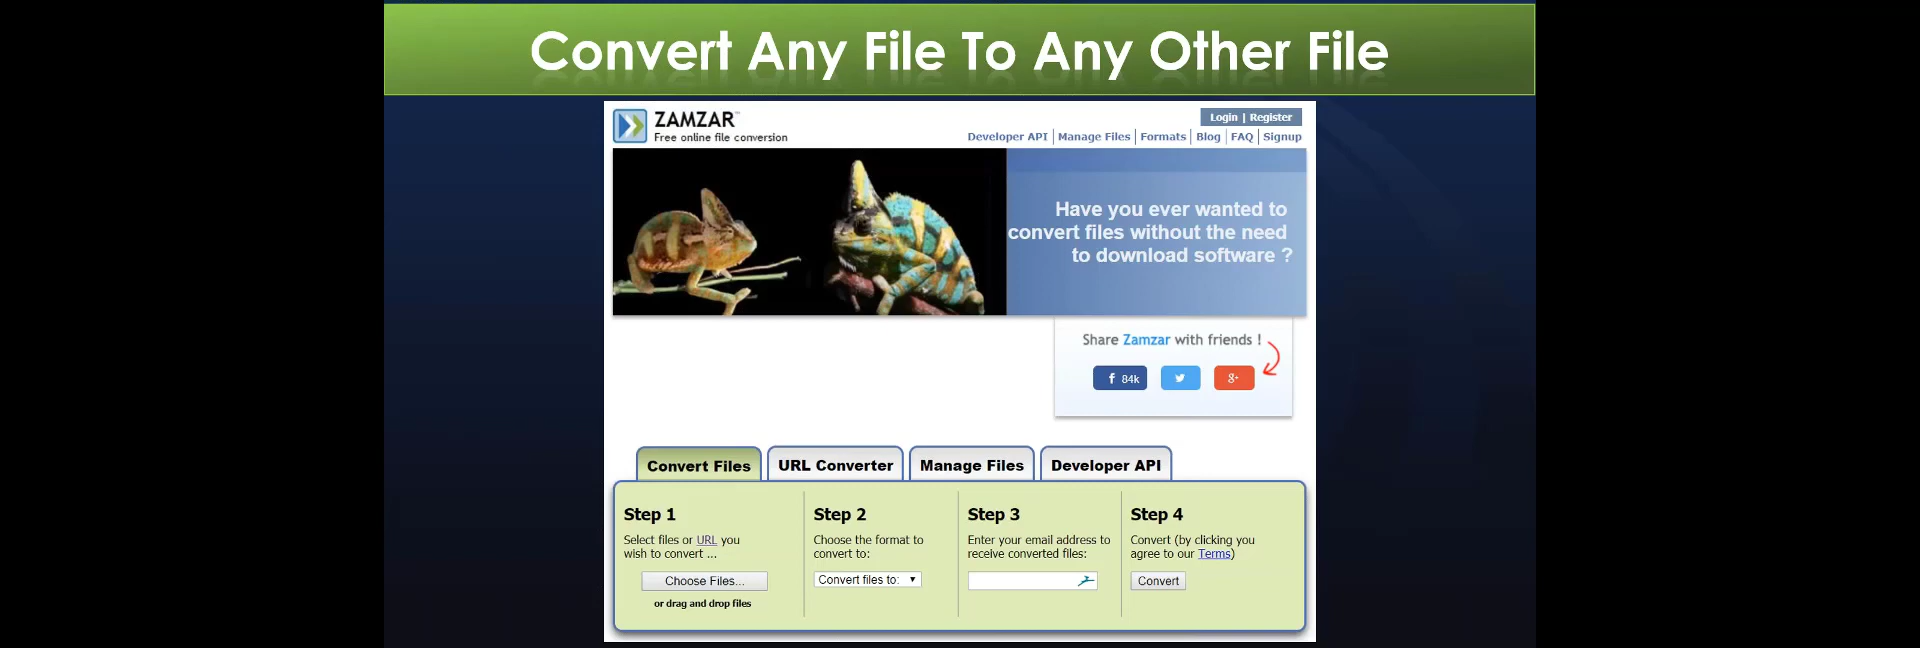 Convert Any File To Any Other File
ZAMZAR™
Free online file conversion
Login | Register
Developer API | Manage Files | Formats | Blog | FAQ | Signup
Have you ever wanted to
convert files without the need
to download software ?
Share Zamzar with friends !
84k
g+
Convert Files
URL Converter
Manage Files
Developer API
Step 1
Select files or URL you
wish to convert ...
Choose Files...
or drag and drop files
Step 2
Choose the format to
convert to:
Convert files to:
Step 3
Enter your email address to
receive converted files:
Step 4
Convert (by clicking you
agree to our Terms)
Convert